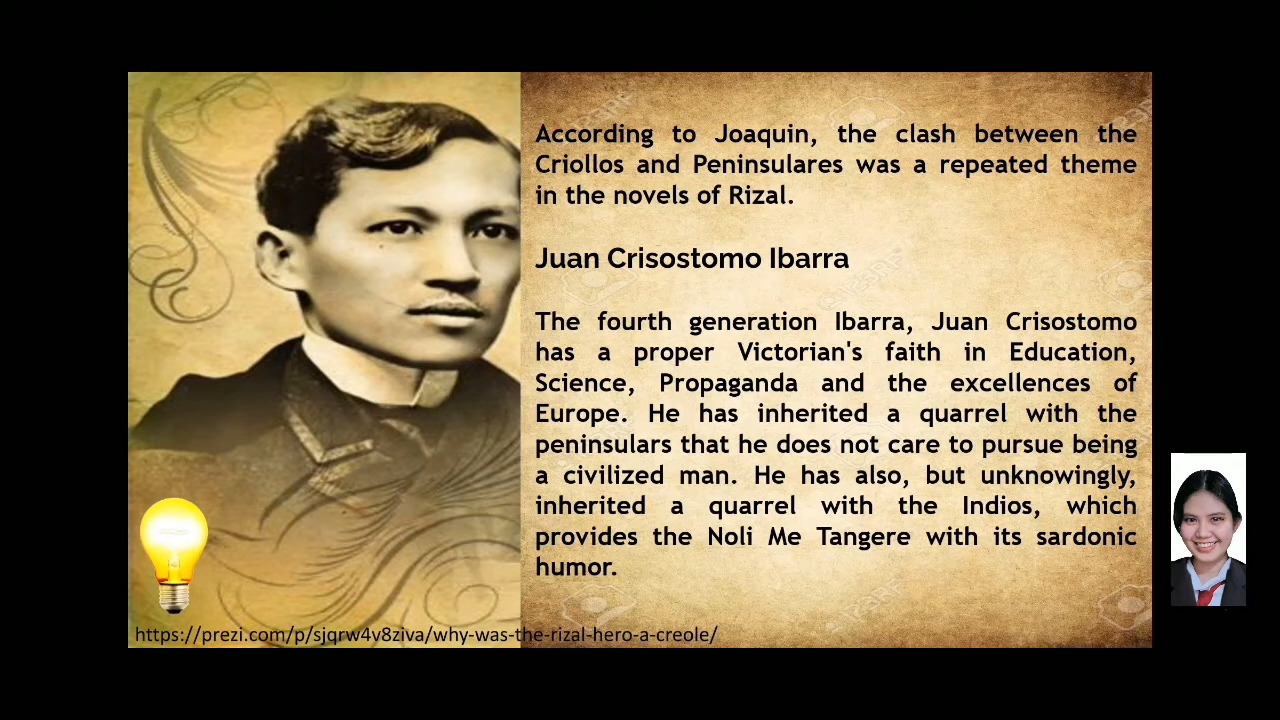 According to Joaquin, the clash between the
Criollos and Peninsulares was a repeated theme
in the novels of Rizal.
Juan Crisostomo Ibarra
The fourth generation Ibarra, Juan Crisostomo
has a proper Victorian's faith in Education,
Science, Propaganda and the excellences of
Europe. He has inherited a quarrel with the
peninsulars that he does not care to pursue being
a civilized man. He has also, but unknowingly,
inherited a quarrel with the Indios, which
provides the Noli Me Tangere with its sardonic
humor.
https://prezi.com/p/sjqrw4v8ziva/why-was-the-rizal-hero-a-creole/